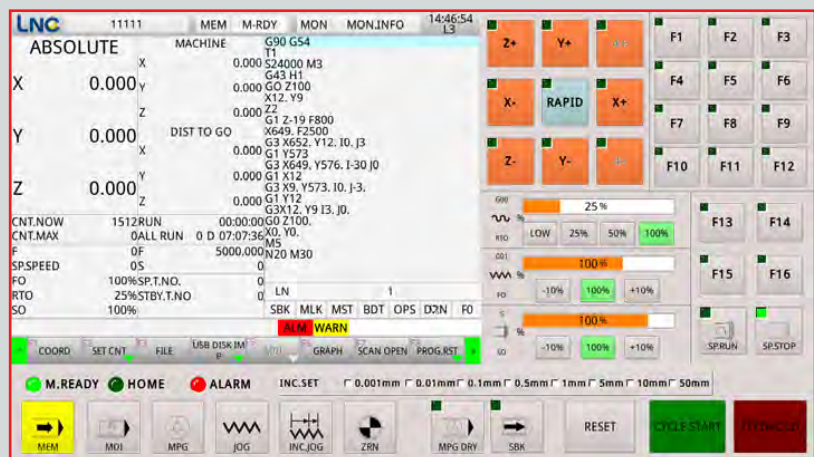 LNC 11111 MEM M-RDY MON MON.INFO 14:46:54
L3
ABSOLUTE MACHINE
X 0.000
Y 0.000
Z 0.000
X 0.000
Y 0.000
Z 0.000
DIST TO GO
X 0.000
Y 0.000
Z 0.000
G90 G54
T1
S24000 M3
G43 H1
GO Z100
X12. Y9
Z2
G1 Z-19 F800
X649. F2500
G3 X652. Y12. I0. J3
G1 Y573
G3 X649. Y576. I-30 J0
G1 X12
G3 X9. Y573. I0. J-3.
G1 Y12
G3X12. Y9 I3. J0.
G0 Z100.
X0. Y0.
M5
N20 M30
CNT.NOW 1512 RUN 00:00:00
CNT.MAX 0 ALL RUN 0 D 07:07:36
F 0 F 5000.000
SP.SPEED 0 S 0
FO 100% SP.T.NO. 0
RTO 25% STBY.T.NO 0
SO 100%
LN 1
SBK MLK MST BDT OPS F0
ALM WARN
F1 COORD
F2 SET CNT
F3 FILE
USB DISK IM
P
GRAPH
SCAN OPEN
PROG.RST
M.READY HOME ALARM INC.SET 0.001mm 0.01mm 0.1mm 0.5mm 1mm 5mm 10mm 50mm
MEM MDI MPG JOG INC.JOG ZRN MPG DRY SBK RESET CYCLE START
Z+ Y+
X- RAPID X+
Z- Y-
F1 F2 F3
F4 F5 F6
F7 F8 F9
F10 F11 F12
G00 % RTO
25 %
LOW 25% 50% 100%
G01 % FO
100%
-10% 100% +10%
S % SO
100%
-10% 100% +10%
F13 F14
F15 F16
SP.RUN SP.STOP